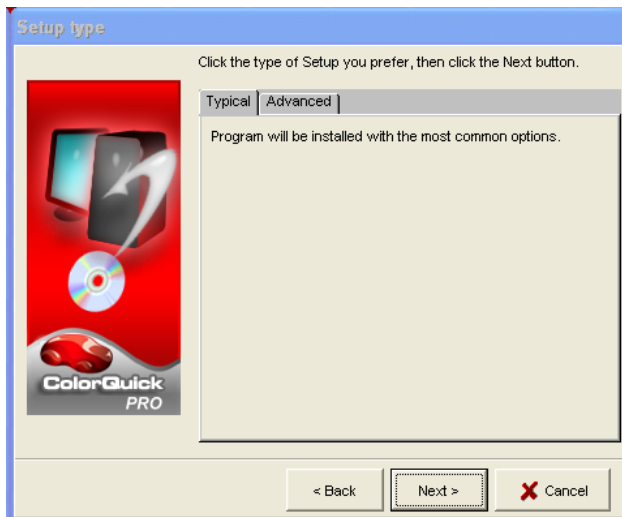 Setup type
Click the type of Setup you prefer, then click the Next button.
Typical Advanced
Program will be installed with the most common options.
ColorQuick
PRO
< Back Next > Cancel